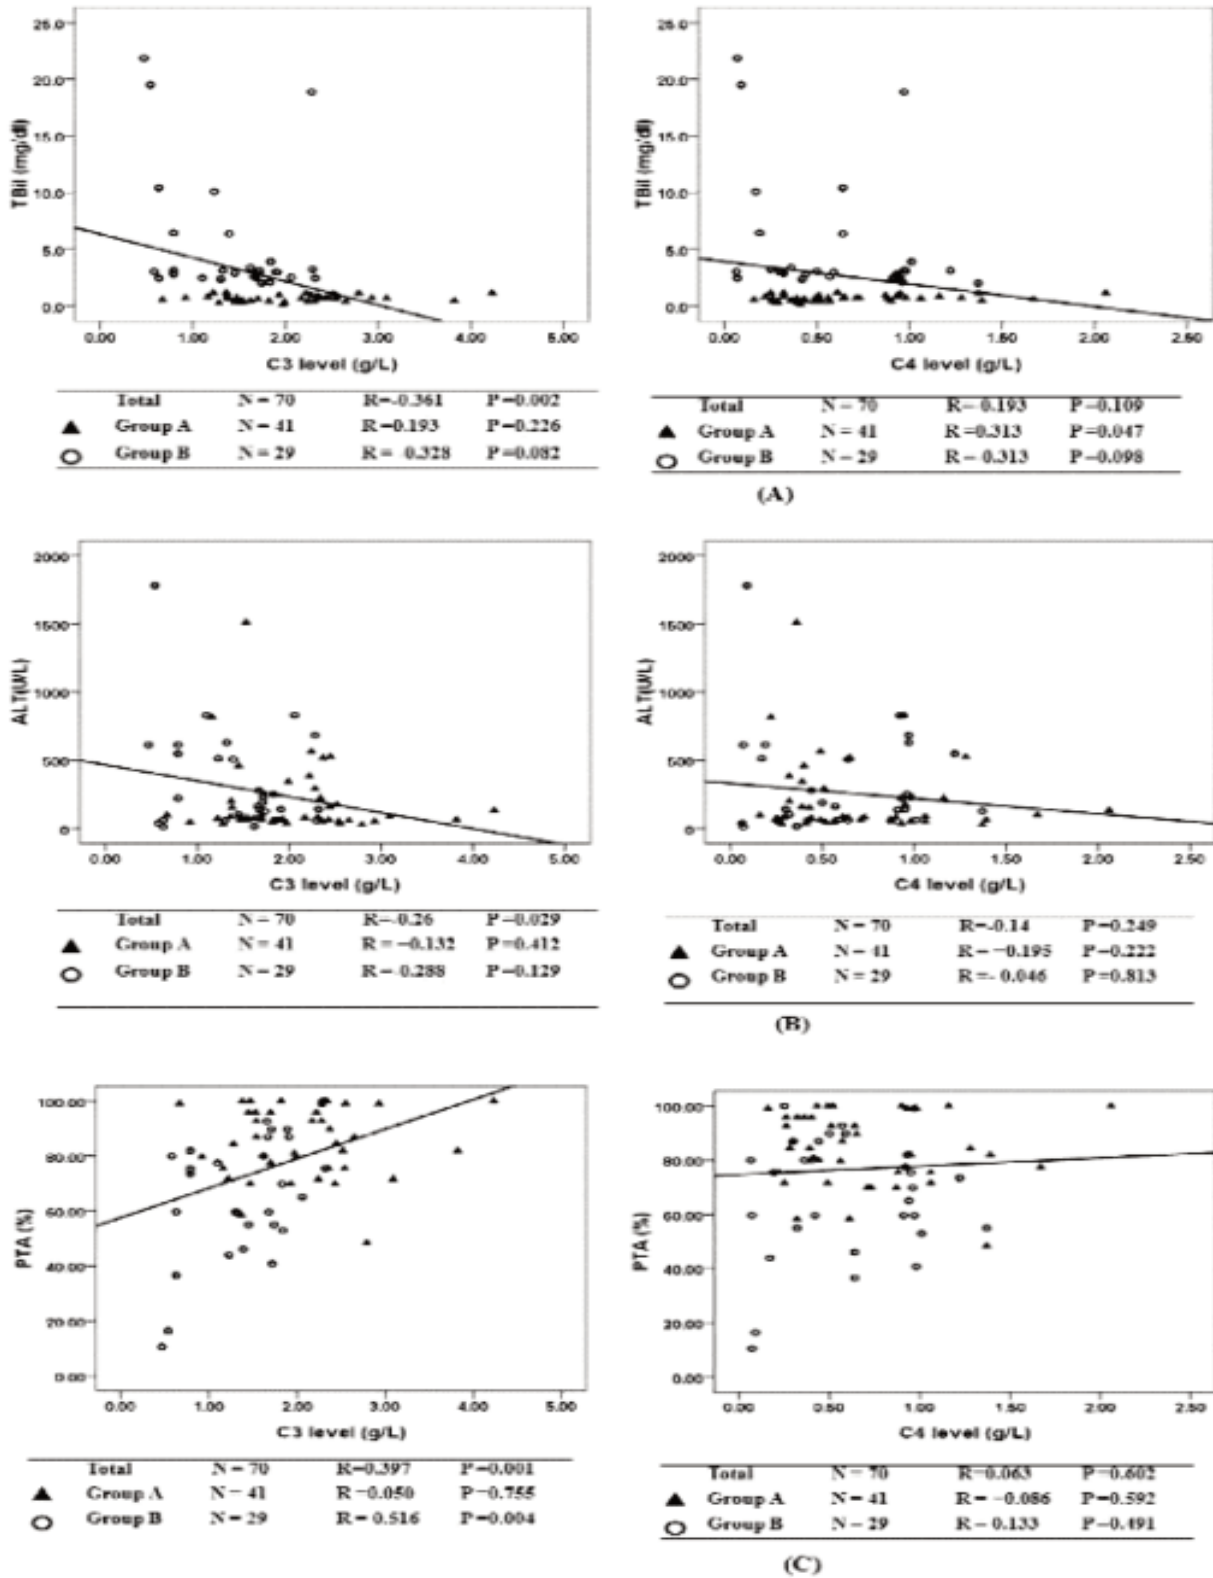 25.0
20.0
15.0
10.0
5.0
0.0
TBil (mg/dl)
0.00 1.00 2.00 3.00 4.00 5.00
C3 level (g/L)
Total N = 70 R=-0.361 P=0.002
▲ Group A N = 41 R=0.193 P=0.226
○ Group B N = 29 R = -0.328 P=0.082
25.0
20.0
15.0
10.0
5.0
0.0
TBil (mg/dl)
0.00 0.50 1.00 1.50 2.00 2.50
C4 level (g/L)
Total N = 70 R=-0.193 P=0.109
▲ Group A N = 41 R=0.313 P=0.047
○ Group B N = 29 R = -0.313 P=0.098
(A)
2000
1500
1000
500
0
ALT(U/L)
0.00 1.00 2.00 3.00 4.00 5.00
C3 level (g/L)
Total N = 70 R=-0.26 P=0.029
▲ Group A N = 41 R = -0.132 P=0.412
○ Group B N = 29 R = -0.288 P=0.129
2000
1500
1000
500
0
ALT(U/L)
0.00 0.50 1.00 1.50 2.00 2.50
C4 level (g/L)
Total N = 70 R=-0.14 P=0.249
▲ Group A N = 41 R = -0.195 P=0.222
○ Group B N = 29 R =- 0.046 P=0.813
(B)
100.00
80.00
60.00
40.00
20.00
0.00
PTA (%)
0.00 1.00 2.00 3.00 4.00 5.00
C3 level (g/L)
Total N = 70 R=0.397 P=0.001
▲ Group A N = 41 R =0.050 P=0.755
○ Group B N = 29 R = 0.516 P=0.004
100.00
80.00
60.00
40.00
20.00
0.00
PTA (%)
0.00 0.50 1.00 1.50 2.00 2.50
C4 level (g/L)
Total N = 70 R=0.063 P=0.602
▲ Group A N = 41 R = -0.086 P=0.592
○ Group B N = 29 R = 0.133 P=0.491
(C)